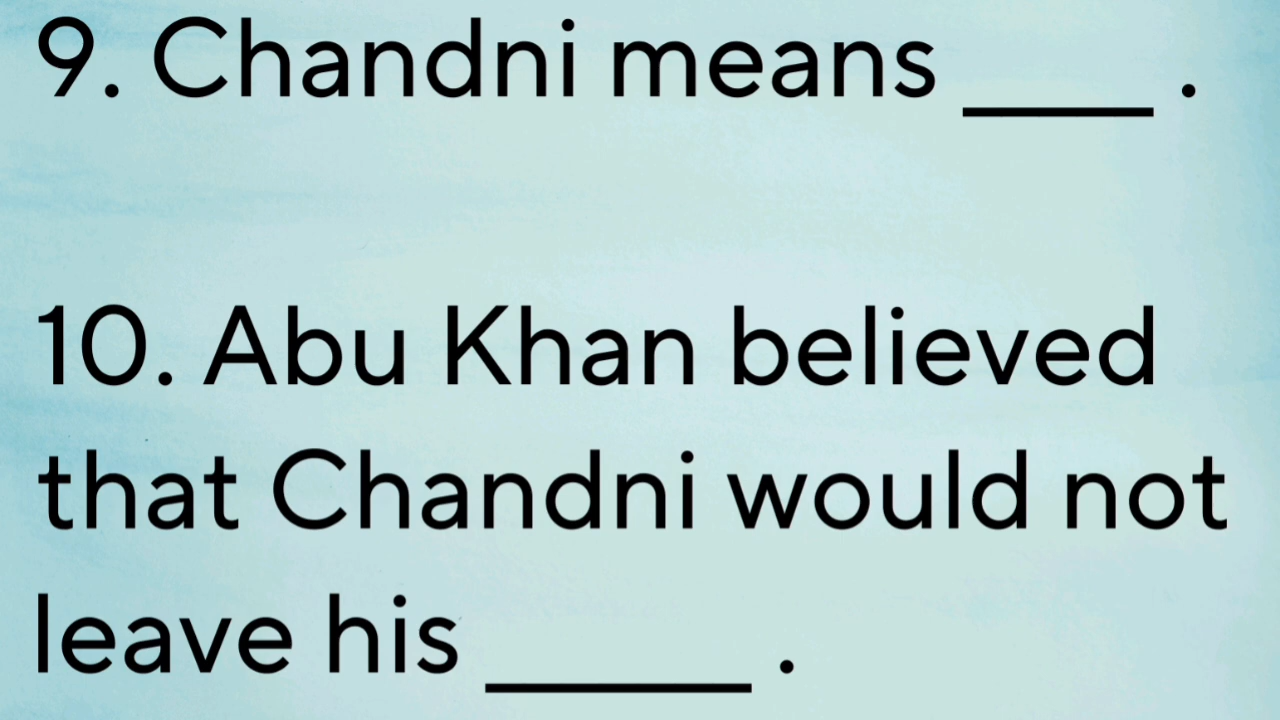 9. Chandni means ____ .
10. Abu Khan believed
that Chandni would not
leave his _____ .